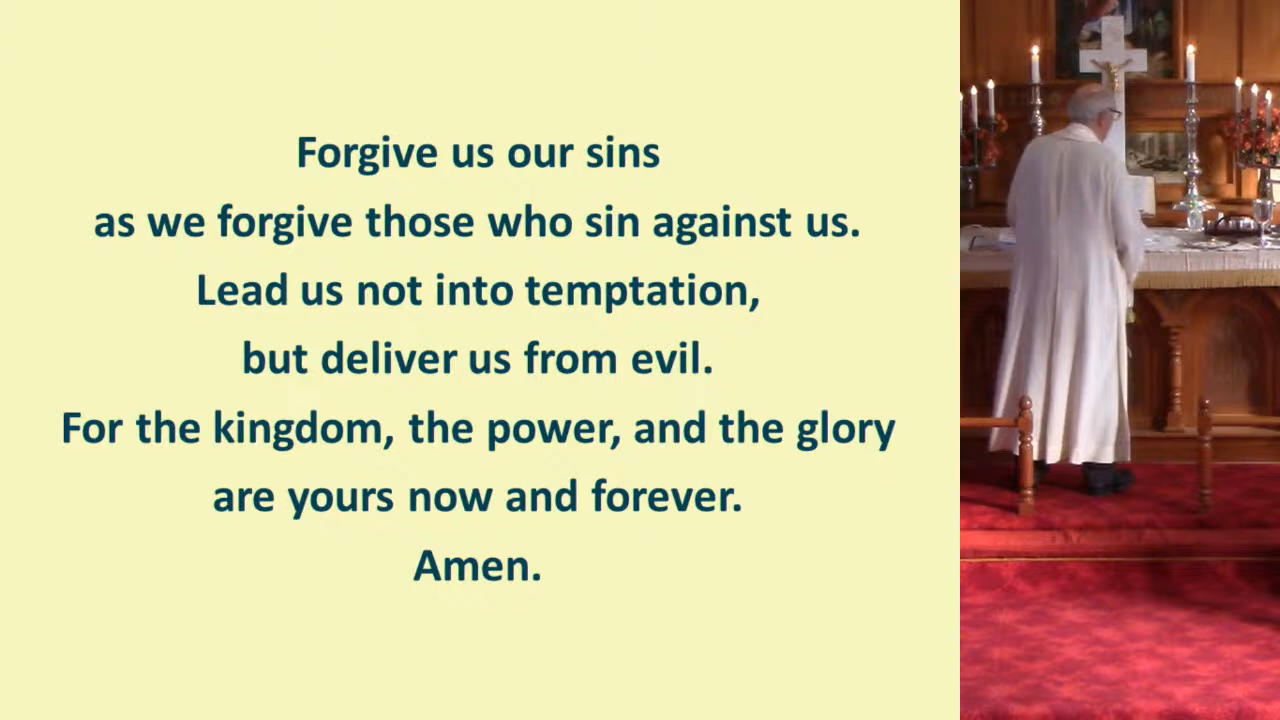 Forgive us our sins
as we forgive those who sin against us.
Lead us not into temptation,
but deliver us from evil.
For the kingdom, the power, and the glory
are yours now and forever.
Amen.